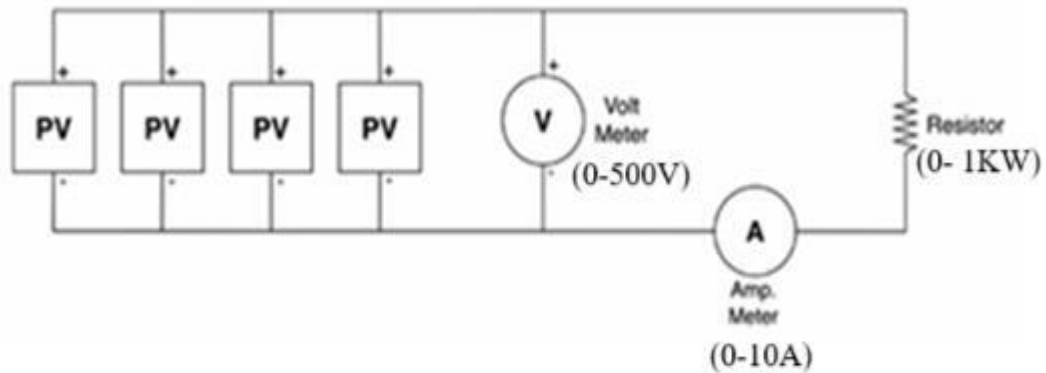 + + + + +
PV PV PV PV V Volt
Meter
Resistor
- - - - -
(0-500V)
(0- 1KW)
A
Amp.
Meter
(0-10A)